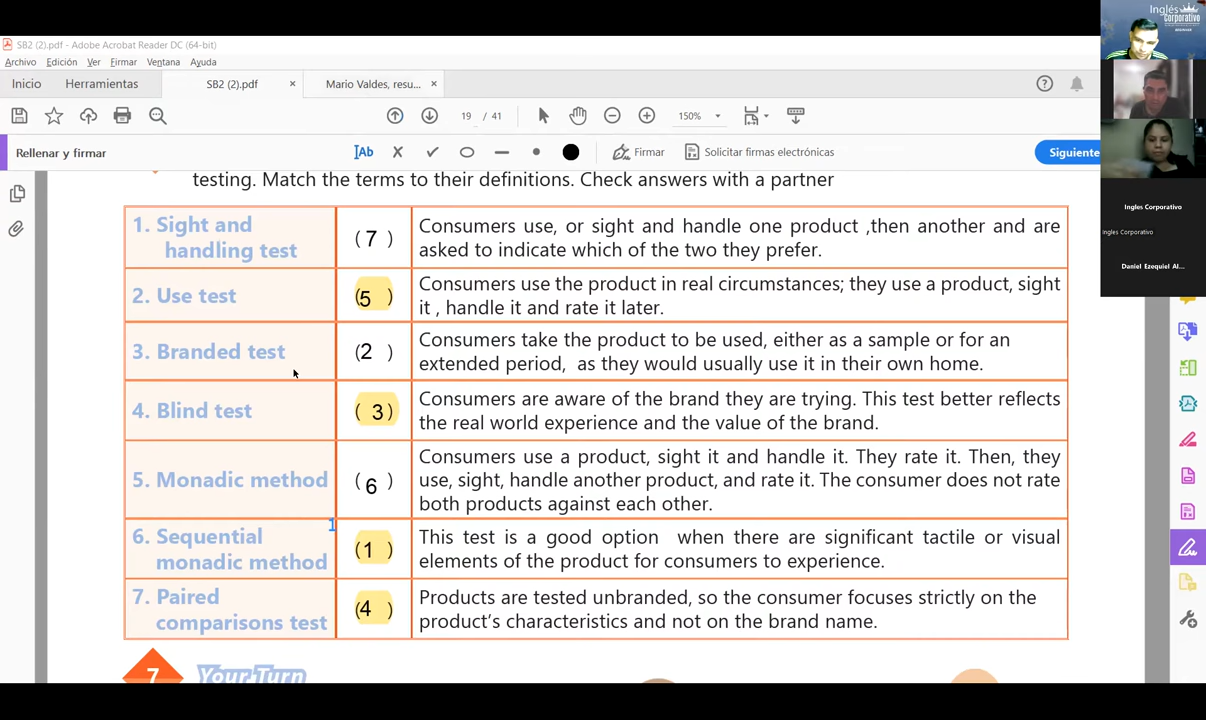 SB2 (2).pdf - Adobe Acrobat Reader DC (64-bit)
Archivo Edición Ver Firmar Ventana Ayuda
Inicio Herramientas SB2 (2).pdf × Mario Valdes, resu... ×
19 / 41 150%
Rellenar y firmar Ab Firmar Solicitar firmas electrónicas Siguiente
Inglés
Corporativo
Ingles Corporativo
Ingles Corporativo
Daniel Ezequiel Al...
testing. Match the terms to their definitions. Check answers with a partner
1. Sight and
handling test
( 7 )
Consumers use, or sight and handle one product ,then another and are
asked to indicate which of the two they prefer.
2. Use test
(5 )
Consumers use the product in real circumstances; they use a product, sight
it , handle it and rate it later.
3. Branded test
(2 )
Consumers take the product to be used, either as a sample or for an
extended period, as they would usually use it in their own home.
4. Blind test
( 3 )
Consumers are aware of the brand they are trying. This test better reflects
the real world experience and the value of the brand.
5. Monadic method
( 6 )
Consumers use a product, sight it and handle it. They rate it. Then, they
use, sight, handle another product, and rate it. The consumer does not rate
both products against each other.
1
6. Sequential
monadic method
(1 )
This test is a good option when there are significant tactile or visual
elements of the product for consumers to experience.
7. Paired
comparisons test
(4 )
Products are tested unbranded, so the consumer focuses strictly on the
product's characteristics and not on the brand name.
7 Your Turn